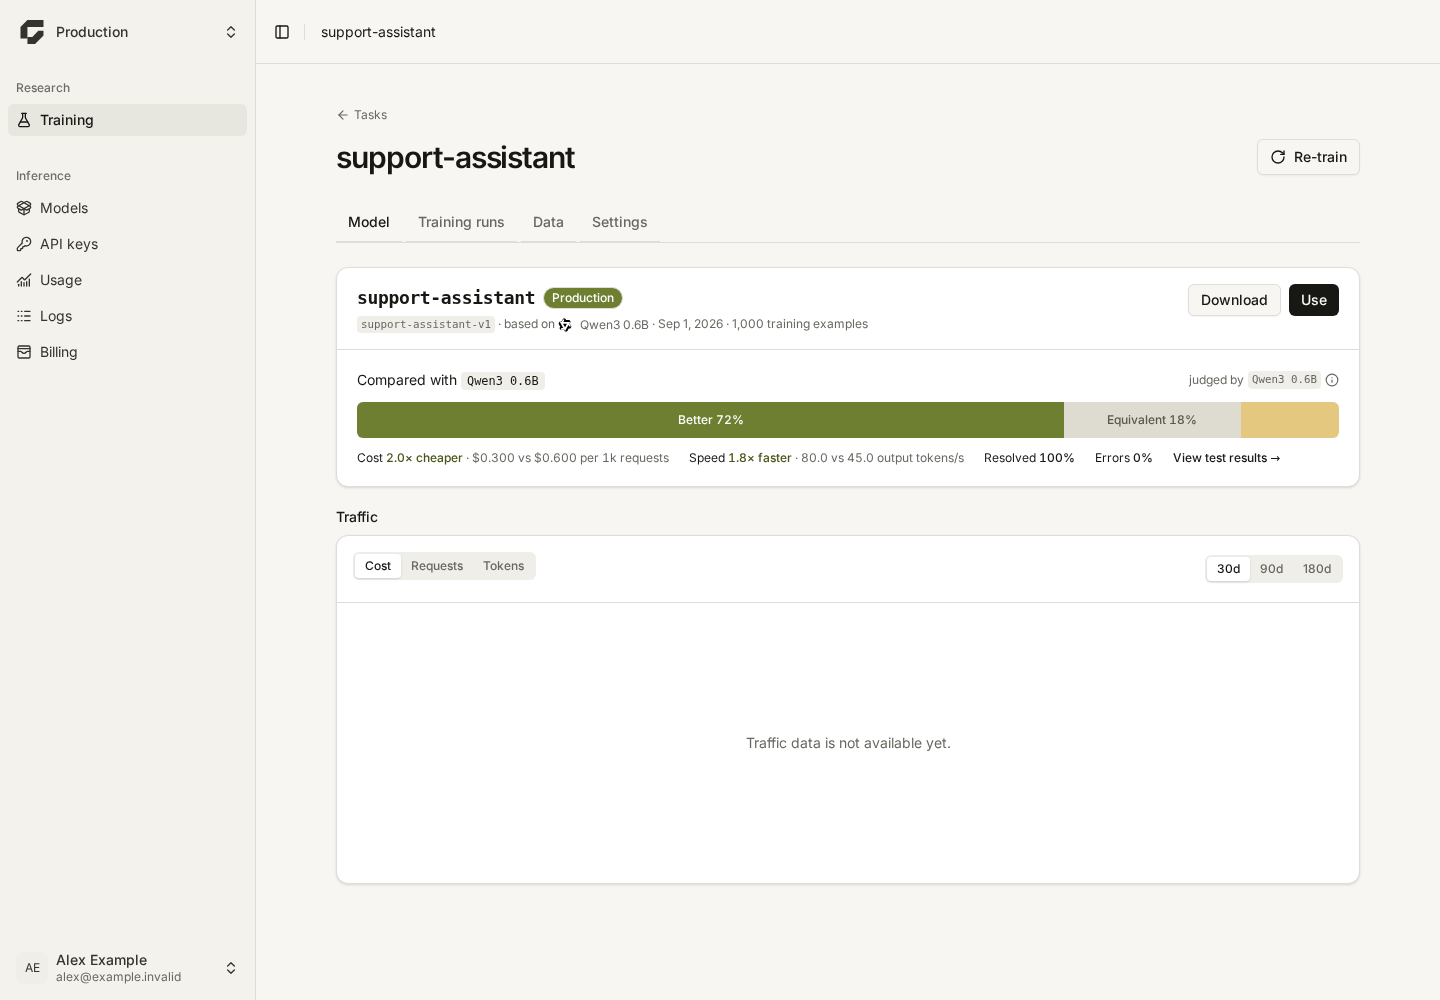 Production
Research
Training
Inference
Models
API keys
Usage
Logs
Billing
AE
Alex Example
alex@example.invalid
support-assistant
← Tasks
support-assistant
Re-train
Model
Training runs
Data
Settings
support-assistant Production
Download
Use
support-assistant-v1 · based on Qwen3 0.6B · Sep 1, 2026 · 1,000 training examples
Compared with Qwen3 0.6B
judged by Qwen3 0.6B
Better 72%
Equivalent 18%
Cost 2.0× cheaper · $0.300 vs $0.600 per 1k requests
Speed 1.8× faster · 80.0 vs 45.0 output tokens/s
Resolved 100%
Errors 0%
View test results →
Traffic
Cost
Requests
Tokens
30d
90d
180d
Traffic data is not available yet.